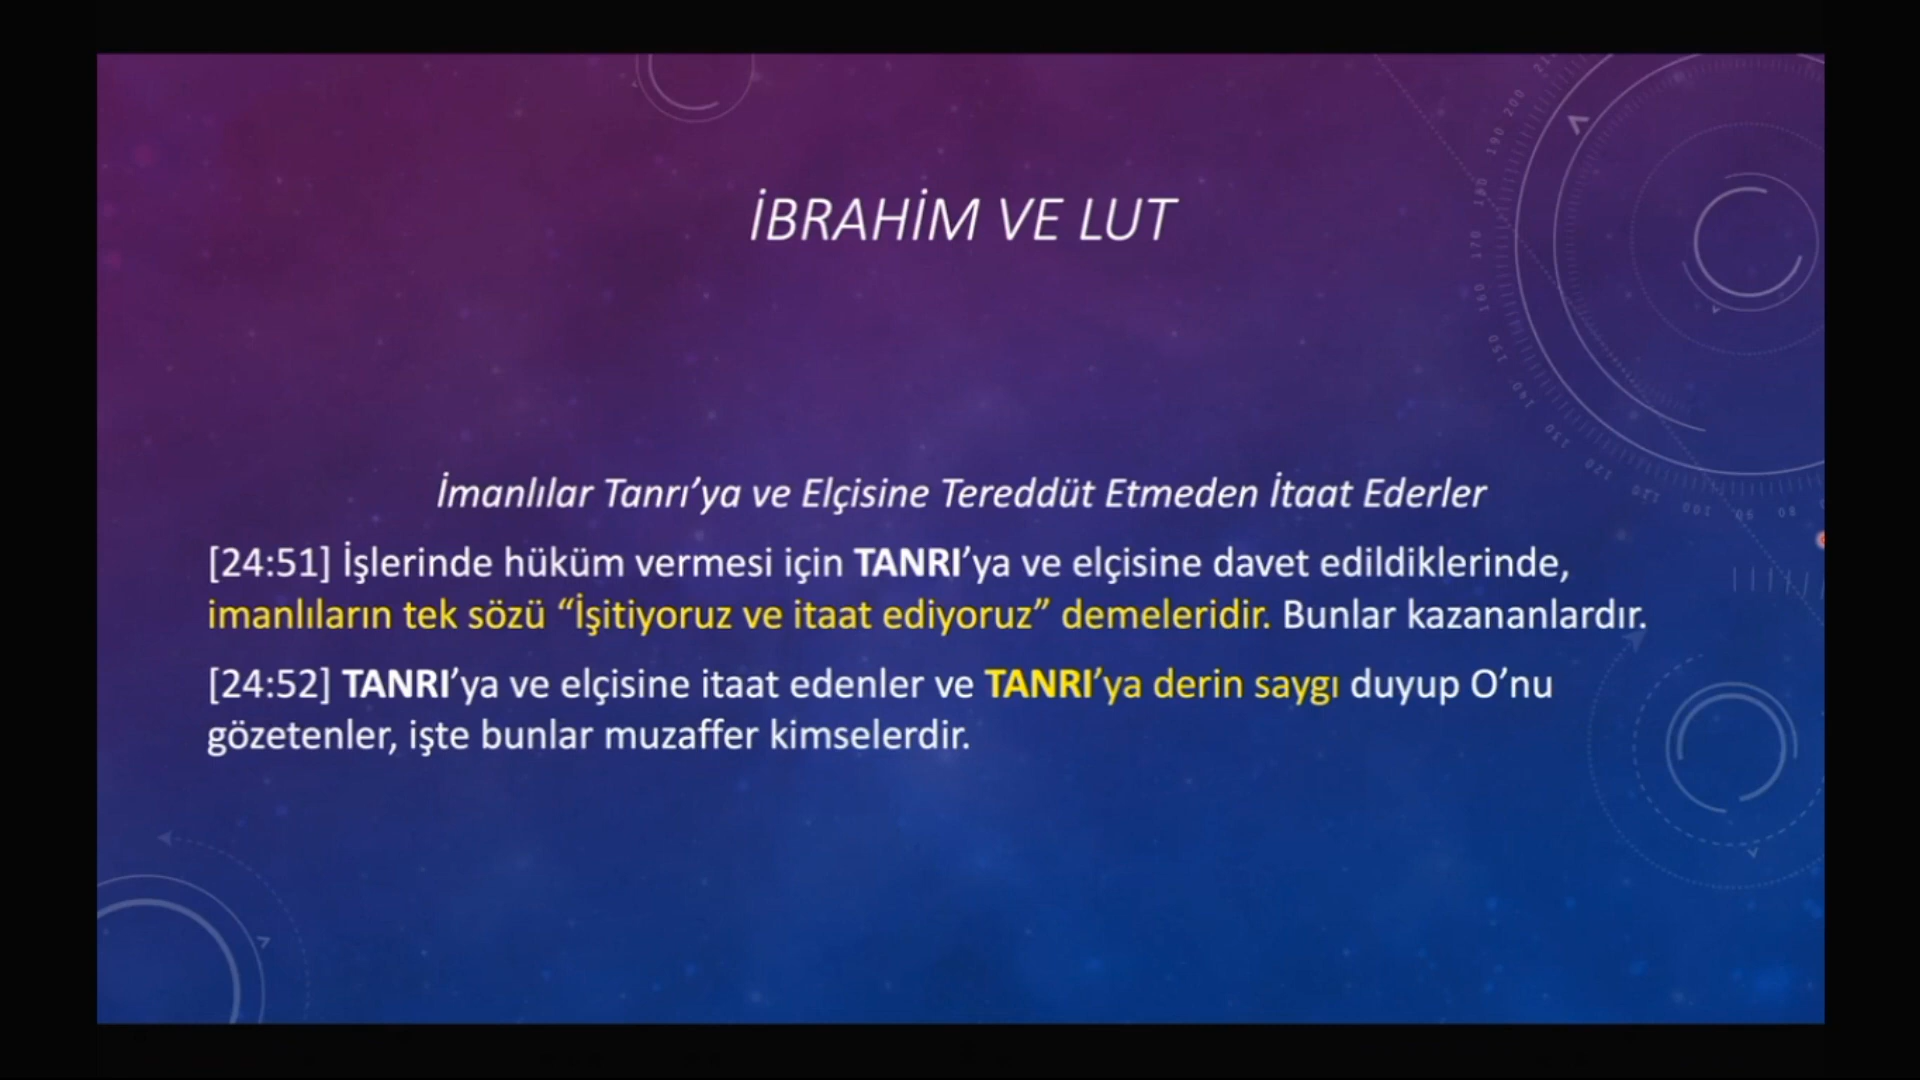 İBRAHİM VE LUT
İmanlılar Tanrı’ya ve Elçisine Tereddüt Etmeden İtaat Ederler
[24:51] İşlerinde hüküm vermesi için TANRI’ya ve elçisine davet edildiklerinde,
imanlıların tek sözü “İşitiyoruz ve itaat ediyoruz” demeleridir. Bunlar kazananlardır.
[24:52] TANRI’ya ve elçisine itaat edenler ve TANRI’ya derin saygı duyup O’nu
gözetenler, işte bunlar muzaffer kimselerdir.